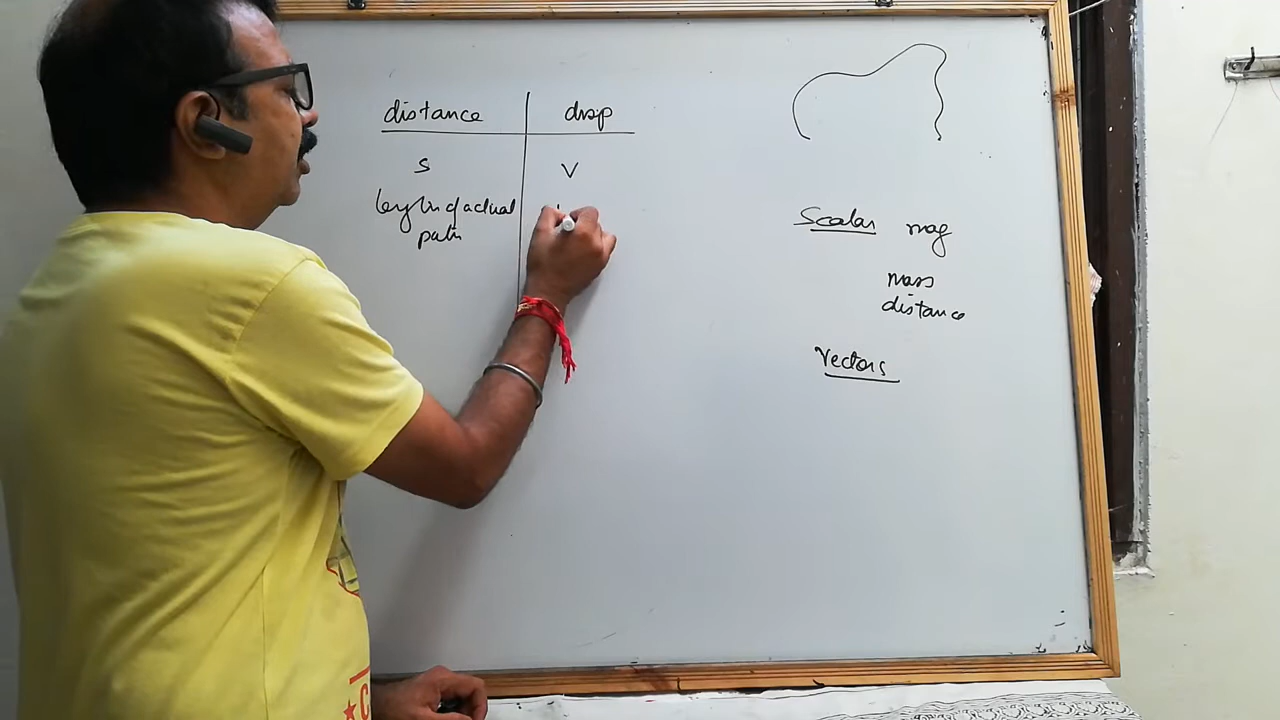 distance disp
S V
length of actual
path
Scalar mag
mass
distance
Vectors